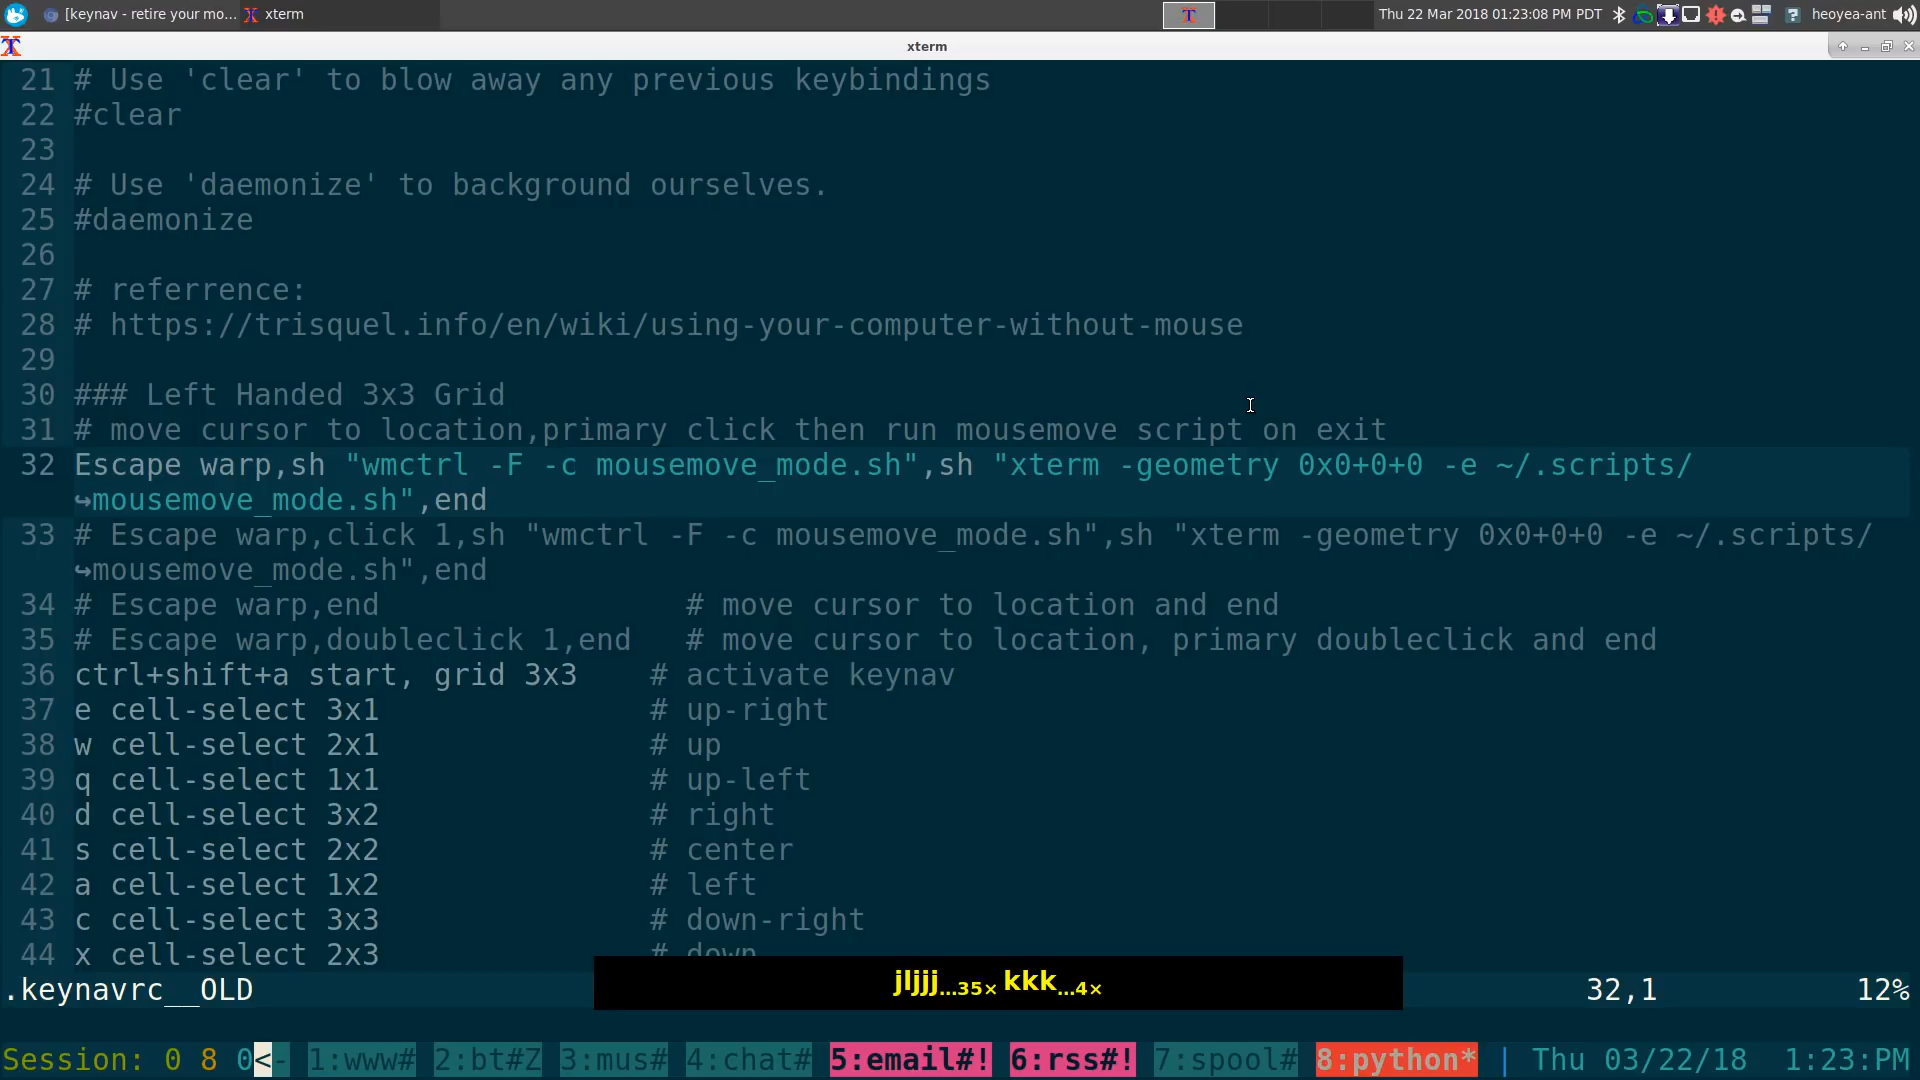 [keynav - retire your mo... xterm Thu 22 Mar 2018 01:23:08 PM PDT heoyea-ant
xterm
21 # Use 'clear' to blow away any previous keybindings
22 #clear
23
24 # Use 'daemonize' to background ourselves.
25 #daemonize
26
27 # referrence:
28 # https://trisquel.info/en/wiki/using-your-computer-without-mouse
29
30 ### Left Handed 3x3 Grid
31 # move cursor to location,primary click then run mousemove script on exit
32 Escape warp,sh "wmctrl -F -c mousemove_mode.sh",sh "xterm -geometry 0x0+0+0 -e ~/.scripts/
↪mousemove_mode.sh",end
33 # Escape warp,click 1,sh "wmctrl -F -c mousemove_mode.sh",sh "xterm -geometry 0x0+0+0 -e ~/.scripts/
↪mousemove_mode.sh",end
34 # Escape warp,end # move cursor to location and end
35 # Escape warp,doubleclick 1,end # move cursor to location, primary doubleclick and end
36 ctrl+shift+a start, grid 3x3 # activate keynav
37 e cell-select 3x1 # up-right
38 w cell-select 2x1 # up
39 q cell-select 1x1 # up-left
40 d cell-select 3x2 # right
41 s cell-select 2x2 # center
42 a cell-select 1x2 # left
43 c cell-select 3x3 # down-right
44 x cell-select 2x3 # down
.keynavrc__OLD 32,1 12%
jljjj...35× kkk...4×
Session: 0 8 0<- 1:www# 2:bt#Z 3:mus# 4:chat# 5:email#! 6:rss#! 7:spool# 8:python* | Thu 03/22/18 1:23:PM